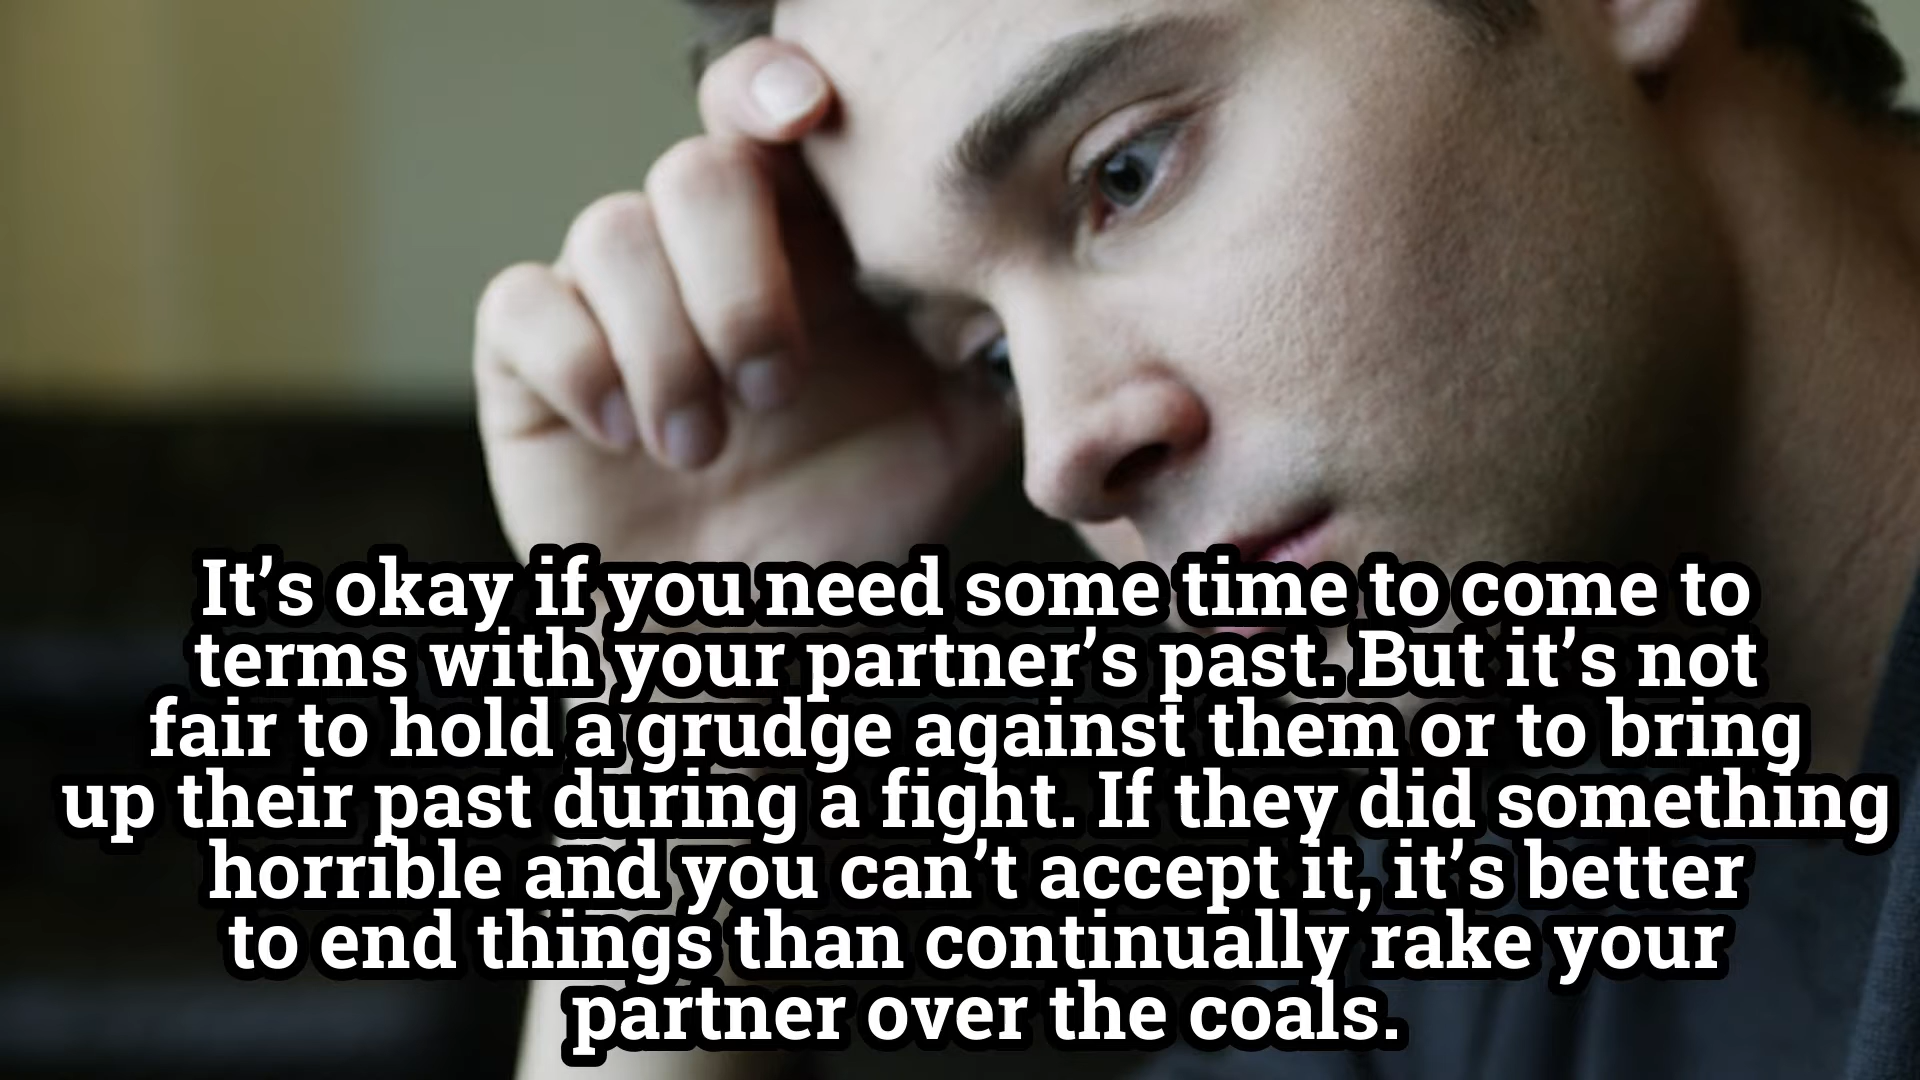 It’s okay if you need some time to come to
terms with your partner’s past. But it’s not
fair to hold a grudge against them or to bring
up their past during a fight. If they did something
horrible and you can’t accept it, it’s better
to end things than continually rake your
partner over the coals.